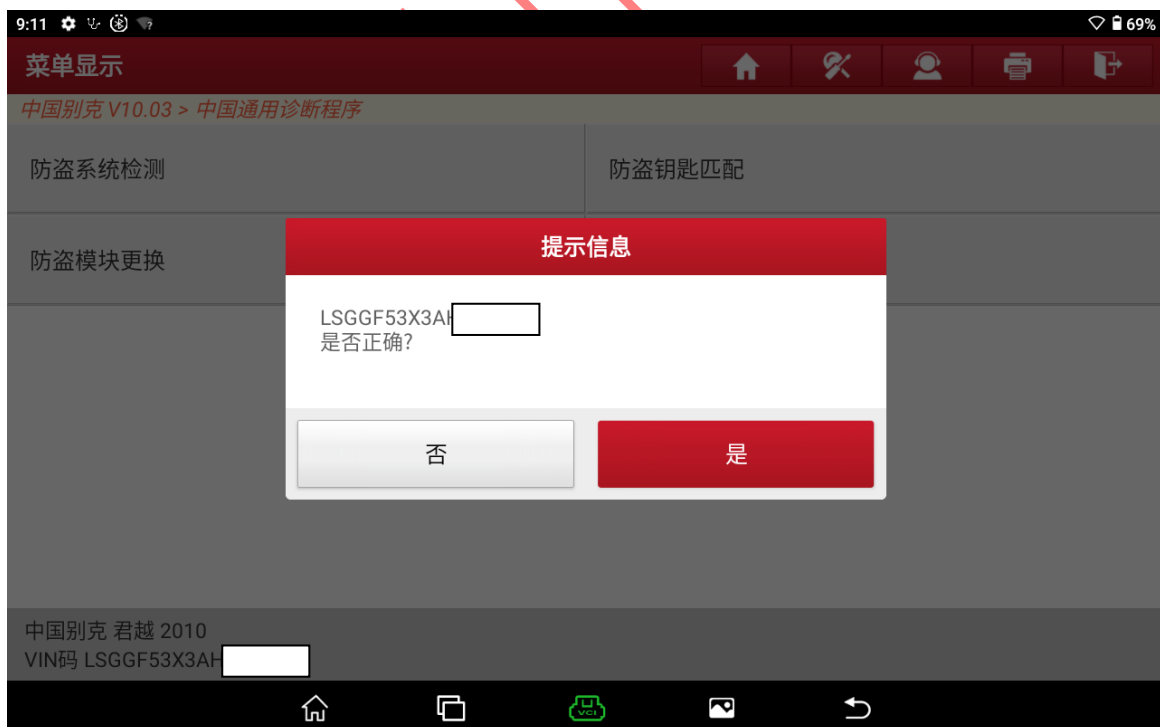 9:11
69%
菜单显示
中国别克 V10.03 > 中国通用诊断程序
防盗系统检测
防盗钥匙匹配
防盗模块更换
提示信息
LSGGF53X3AH
是否正确?
否
是
中国别克 君越 2010
VIN码 LSGGF53X3AH
VCI